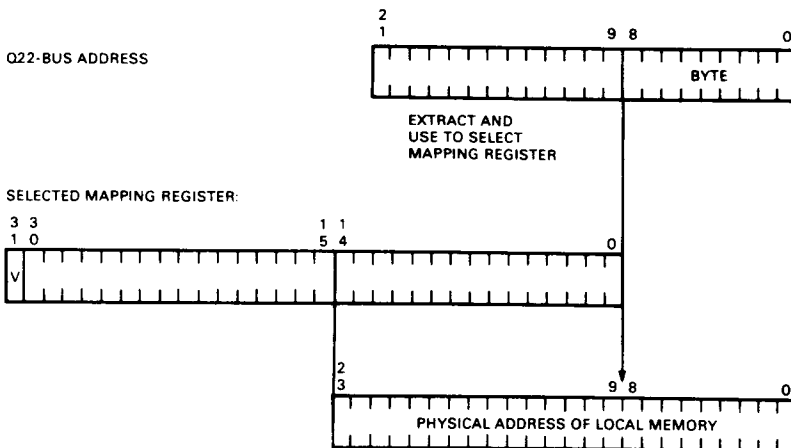 2
1 9 8 0
Q22-BUS ADDRESS
BYTE
EXTRACT AND
USE TO SELECT
MAPPING REGISTER
SELECTED MAPPING REGISTER:
3 3 1 1
1 0 5 4 0
V
2
3 9 8 0
PHYSICAL ADDRESS OF LOCAL MEMORY